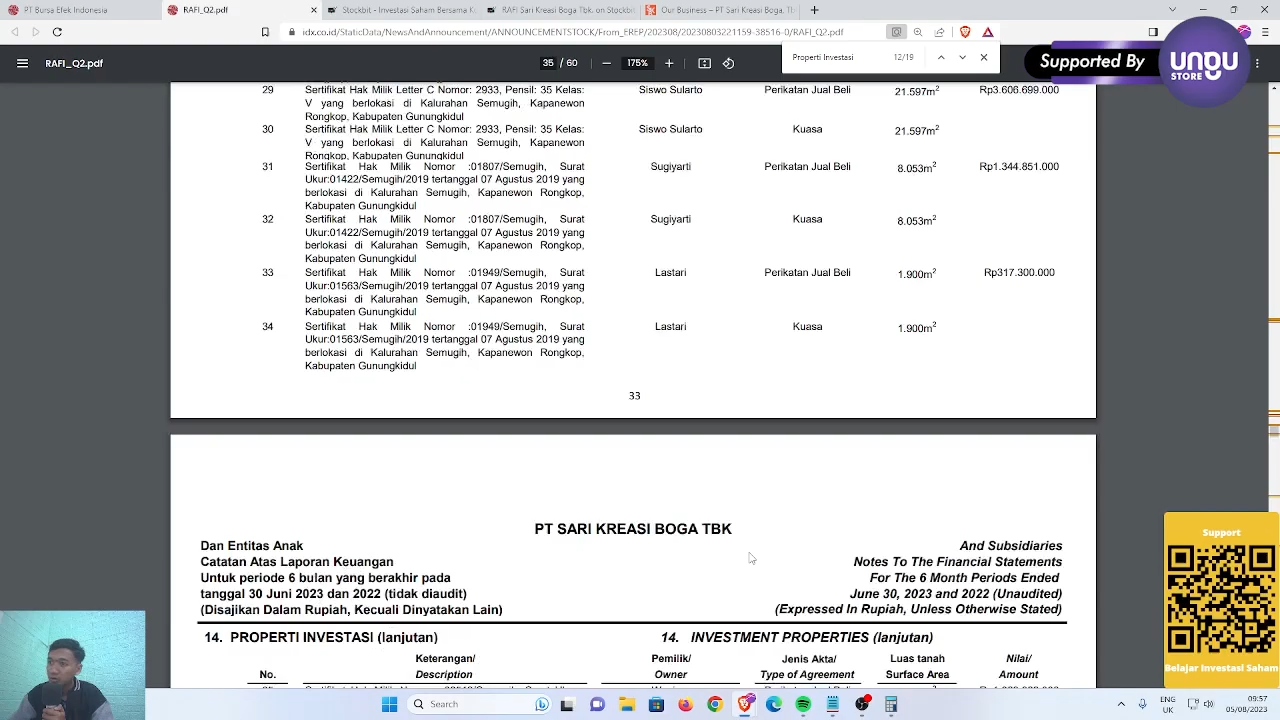 PT Bursa Efek Indonesia
RAFI_Q2.pdf
Stockbit - Investasi Saham Bersama K
RAFI Sari Kreasi Boga Tbk. on Stockbit
Our Business – PT Sari Kreasi Boga, Tb
idx.co.id/StaticData/NewsAndAnnouncement/ANNOUNCEMENTSTOCK/From_EREP/202308/20230803221159-38516-0/RAFI_Q2.pdf
Properti Investasi 12/19
RAFI_Q2.pdf 35 / 60 175%
Supported By UNGU STORE
29 Sertifikat Hak Milik Letter C Nomor: 2933, Pensil: 35 Kelas: Siswo Sularto Perikatan Jual Beli 21.597m2 Rp3.606.699.000
V yang berlokasi di Kalurahan Semugih, Kapanewon
Rongkop, Kabupaten Gunungkidul
30 Sertifikat Hak Milik Letter C Nomor: 2933, Pensil: 35 Kelas: Siswo Sularto Kuasa 21.597m2
V yang berlokasi di Kalurahan Semugih, Kapanewon
Rongkop, Kabupaten Gunungkidul
31 Sertifikat Hak Milik Nomor :01807/Semugih, Surat Sugiyarti Perikatan Jual Beli 8.053m2 Rp1.344.851.000
Ukur:01422/Semugih/2019 tertanggal 07 Agustus 2019 yang
berlokasi di Kalurahan Semugih, Kapanewon Rongkop,
Kabupaten Gunungkidul
32 Sertifikat Hak Milik Nomor :01807/Semugih, Surat Sugiyarti Kuasa 8.053m2
Ukur:01422/Semugih/2019 tertanggal 07 Agustus 2019 yang
berlokasi di Kalurahan Semugih, Kapanewon Rongkop,
Kabupaten Gunungkidul
33 Sertifikat Hak Milik Nomor :01949/Semugih, Surat Lastari Perikatan Jual Beli 1.900m2 Rp317.300.000
Ukur:01563/Semugih/2019 tertanggal 07 Agustus 2019 yang
berlokasi di Kalurahan Semugih, Kapanewon Rongkop,
Kabupaten Gunungkidul
34 Sertifikat Hak Milik Nomor :01949/Semugih, Surat Lastari Kuasa 1.900m2
Ukur:01563/Semugih/2019 tertanggal 07 Agustus 2019 yang
berlokasi di Kalurahan Semugih, Kapanewon Rongkop,
Kabupaten Gunungkidul
33
PT SARI KREASI BOGA TBK
Dan Entitas Anak And Subsidiaries
Catatan Atas Laporan Keuangan Notes To The Financial Statements
Untuk periode 6 bulan yang berakhir pada For The 6 Month Periods Ended
tanggal 30 Juni 2023 dan 2022 (tidak diaudit) June 30, 2023 and 2022 (Unaudited)
(Disajikan Dalam Rupiah, Kecuali Dinyatakan Lain) (Expressed In Rupiah, Unless Otherwise Stated)
14. PROPERTI INVESTASI (lanjutan) 14. INVESTMENT PROPERTIES (lanjutan)
Keterangan/ Pemilik/ Jenis Akta/ Luas tanah Nilai/
No. Description Owner Type of Agreement Surface Area Amount
Support
Belajar Investasi Saham
Search
ENG
UK
09:57
05/08/2023